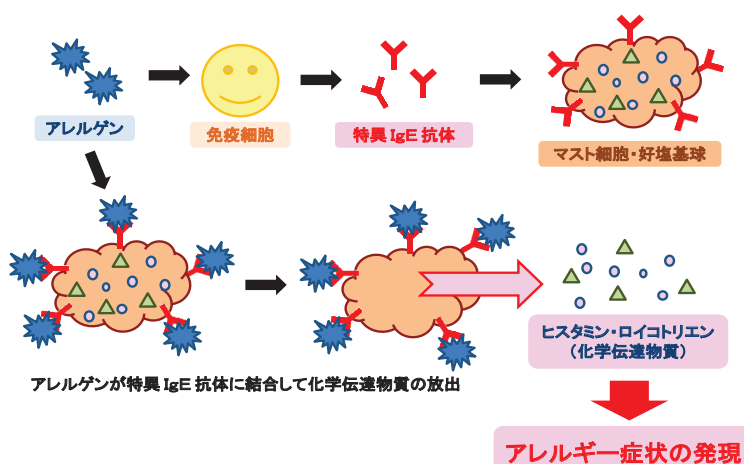 アレルゲン
免疫細胞
特異 IgE 抗体
マスト細胞・好塩基球
ヒスタミン・ロイコトリエン
（化学伝達物質）
アレルゲンが特異 IgE 抗体に結合して化学伝達物質の放出
アレルギー症状の発現